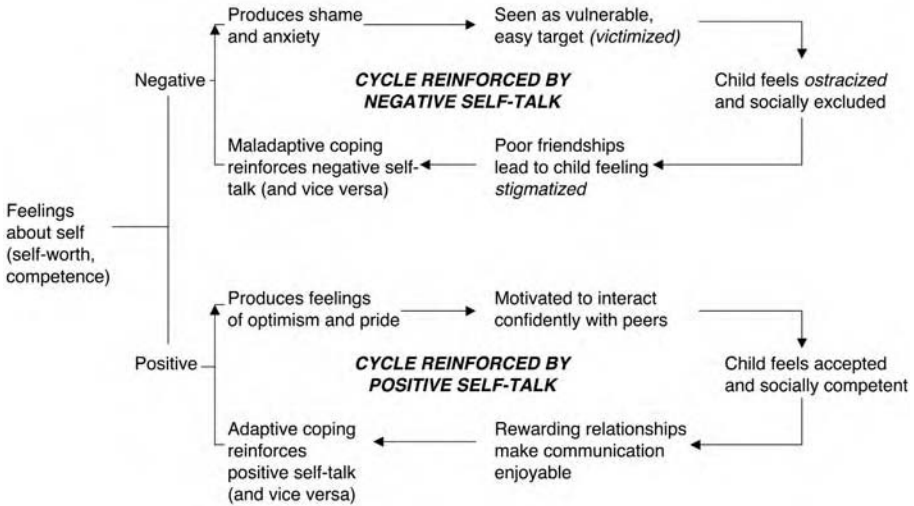 Produces shame
and anxiety
Seen as vulnerable,
easy target (victimized)
Negative
CYCLE REINFORCED BY
NEGATIVE SELF-TALK
Child feels ostracized
and socially excluded
Maladaptive coping
reinforces negative self-
talk (and vice versa)
Poor friendships
lead to child feeling
stigmatized
Feelings
about self
(self-worth,
competence)
Produces feelings
of optimism and pride
Motivated to interact
confidently with peers
Positive
CYCLE REINFORCED BY
POSITIVE SELF-TALK
Child feels accepted
and socially competent
Adaptive coping
reinforces
positive self-talk
(and vice versa)
Rewarding relationships
make communication
enjoyable